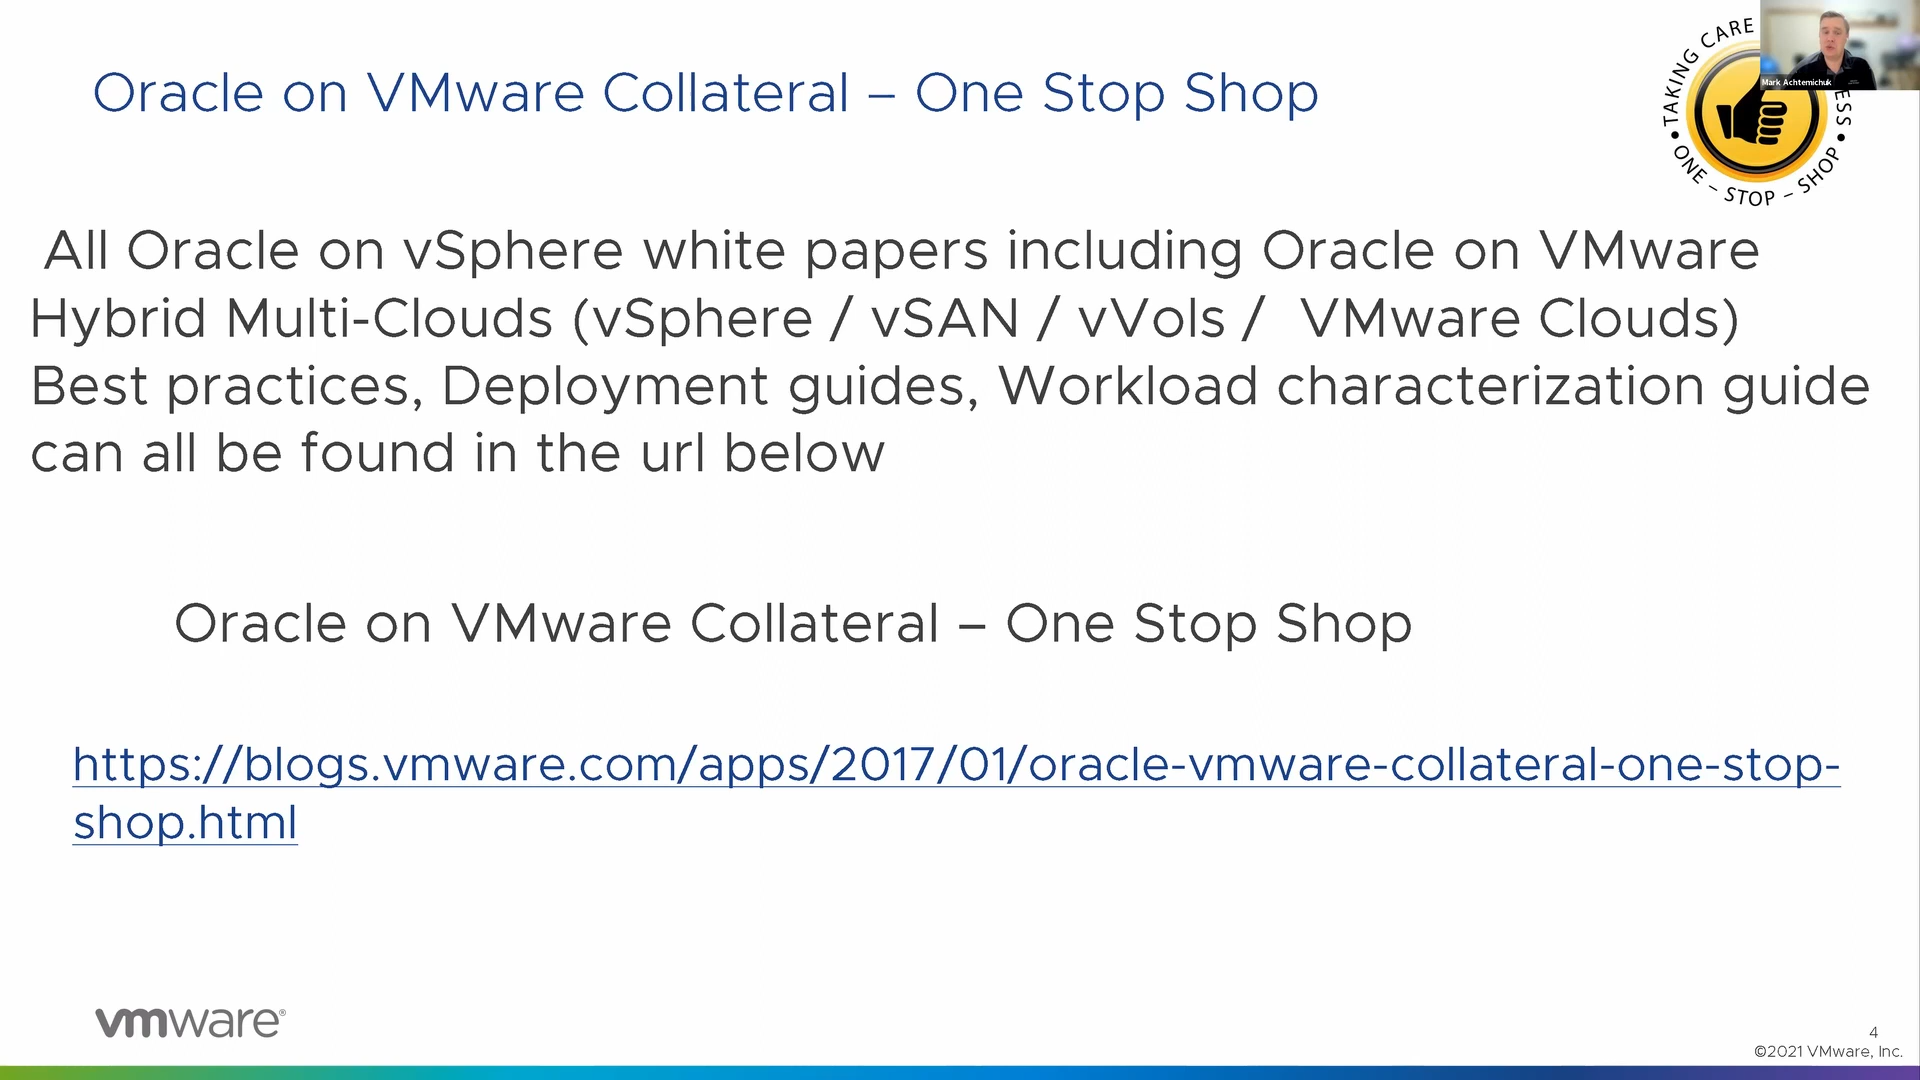 Oracle on VMware Collateral – One Stop Shop
TAKING CARE
ESS
• ONE – STOP – SHOP •
Mark Achtemichuk
All Oracle on vSphere white papers including Oracle on VMware
Hybrid Multi-Clouds (vSphere / vSAN / vVols / VMware Clouds)
Best practices, Deployment guides, Workload characterization guide
can all be found in the url below
Oracle on VMware Collateral – One Stop Shop
https://blogs.vmware.com/apps/2017/01/oracle-vmware-collateral-one-stop-
shop.html
vmware®
4
©2021 VMware, Inc.